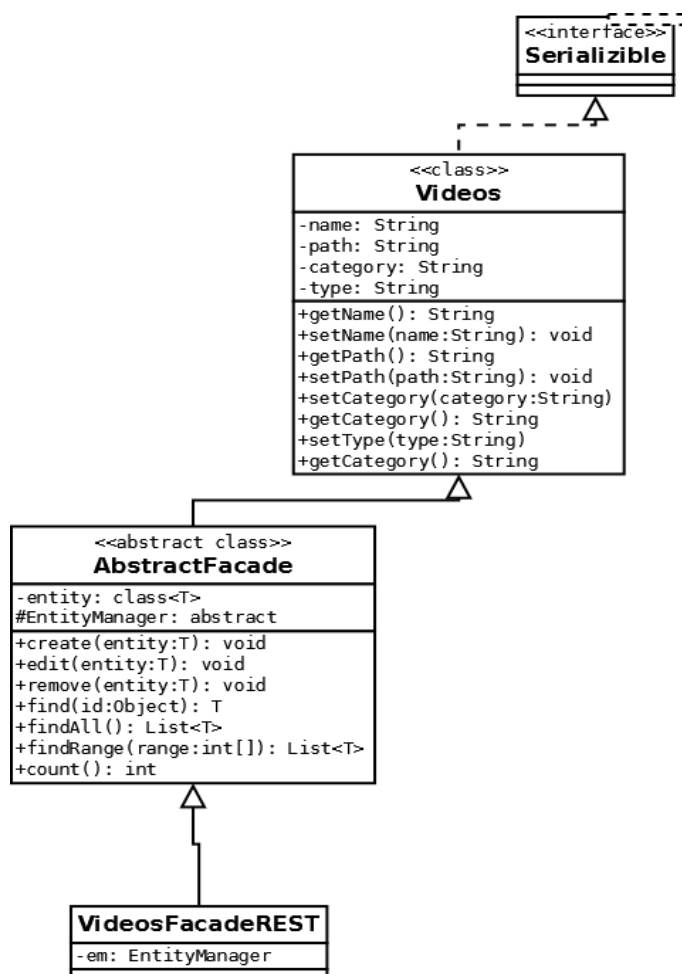 <<interface>>
Serializible
<<class>>
Videos
-name: String
-path: String
-category: String
-type: String
+getName(): String
+setName(name:String): void
+getPath(): String
+setPath(path:String): void
+setCategory(category:String)
+getCategory(): String
+setType(type:String)
+getCategory(): String
<<abstract class>>
AbstractFacade
-entity: class<T>
#EntityManager: abstract
+create(entity:T): void
+edit(entity:T): void
+remove(entity:T): void
+find(id:Object): T
+findAll(): List<T>
+findRange(range:int[]): List<T>
+count(): int
VideosFacadeREST
-em: EntityManager